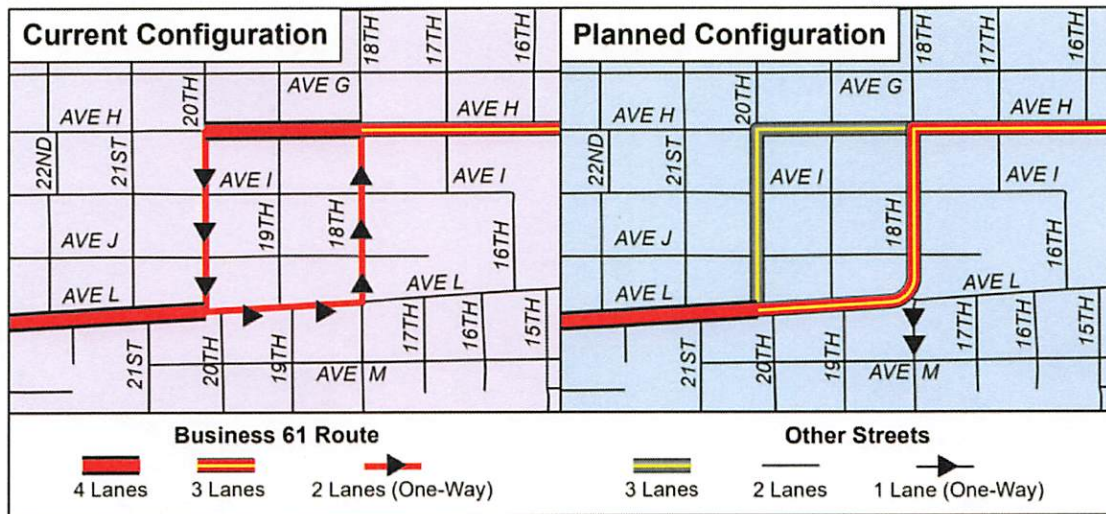 Current Configuration
18TH
17TH
16TH
20TH
AVE G
AVE H
AVE H
22ND
21ST
AVE I
AVE I
19TH
18TH
AVE J
16TH
AVE L
AVE L
21ST
20TH
19TH
AVE M
17TH
16TH
15TH
Planned Configuration
18TH
17TH
16TH
20TH
AVE G
AVE H
AVE H
22ND
21ST
AVE I
AVE I
19TH
18TH
AVE J
16TH
AVE L
AVE L
21ST
20TH
19TH
AVE M
17TH
16TH
15TH
Business 61 Route
4 Lanes
3 Lanes
2 Lanes (One-Way)
Other Streets
3 Lanes
2 Lanes
1 Lane (One-Way)